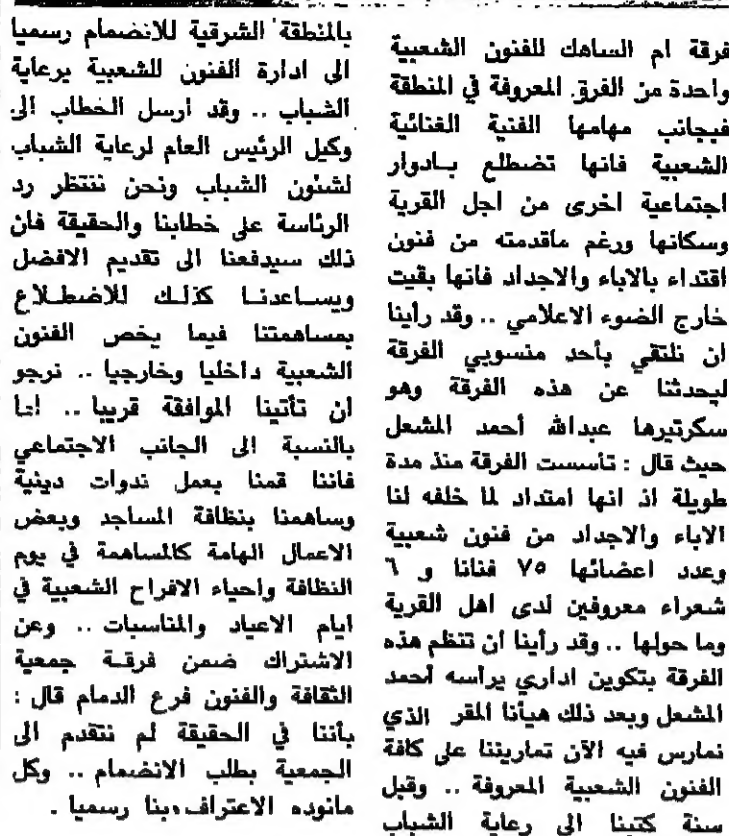 فرقة ام الساهك للفنون الشعبية
واحدة من الفرق. المعروفة في المنطقة
فبجانب مهامها الفنية الغنائية
الشعبية فانها تضطلع بادوار
اجتماعية اخرى من اجل القرية
وسكانها ورغم ماقدمته من فنون
اقتداء بالاباء والاجداد فانها بقيت
خارج الضوء الاعلامي .. وقد رأينا
ان نلتقي بأحد منسوبي الفرقة
ليحدثنا عن هذه الفرقة وهو
سكرتيرها عبدالله أحمد المشعل
حيث قال : تأسست الفرقة منذ مدة
طويلة اذ انها امتداد لما خلفه لنا
الاباء والاجداد من فنون شعبية
وعدد اعضائها ٧٥ فنانا و ٦
شعراء معروفين لدى اهل القرية
وما حولها .. وقد رأينا ان تنظم هذه
الفرقة بتكوين اداري يرأسه أحمد
المشعل وبعد ذلك هيأنا المقر الذي
نمارس فيه الآن تماريننا على كافة
الفنون الشعبية المعروفة .. وقبل
سنة كتبنا الى رعاية الشباب
بالمنطقة الشرقية للانضمام رسميا
الى ادارة الفنون للشعبية برعاية
الشباب .. وقد ارسل الخطاب الى
وكيل الرئيس العام لرعاية الشباب
لشئون الشباب ونحن ننتظر رد
الرئاسة على خطابنا والحقيقة فان
ذلك سيدفعنا الى تقديم الافضل
ويساعدنا كذلك للاضطلاع
بمساهمتنا فيما يخص الفنون
الشعبية داخليا وخارجيا .. نرجو
ان تأتينا الموافقة قريبا .. اما
بالنسبة الى الجانب الاجتماعي
فاننا قمنا بعمل ندوات دينية
وساهمنا بنظافة المساجد وبعض
الاعمال الهامة كالمساهمة في يوم
النظافة واحياء الافراح الشعبية في
ايام الاعياد والمناسبات .. وعن
الاشتراك ضمن فرقة جمعية
الثقافة والفنون فرع الدمام قال :
بأننا في الحقيقة لم نتقدم الى
الجمعية بطلب الانضمام .. وكل
مانوده الاعتراف بنا رسميا .